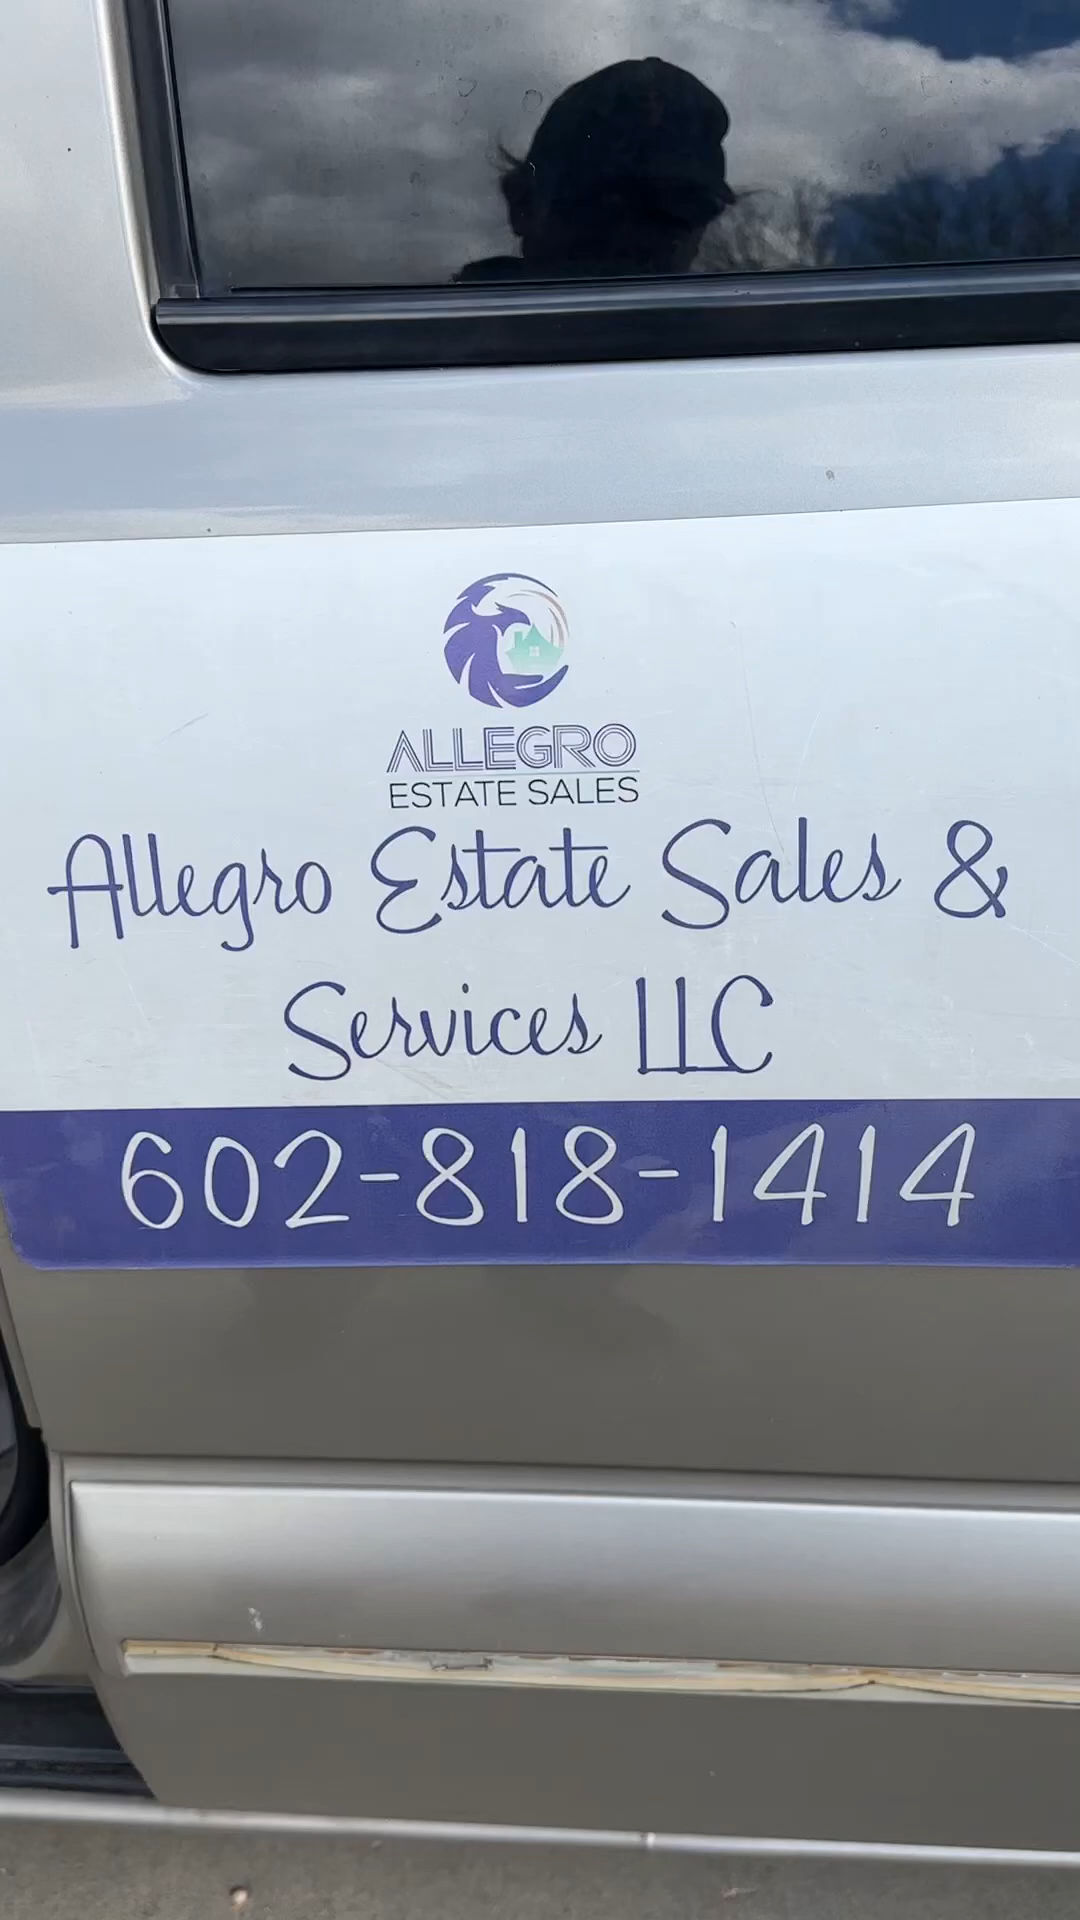 ALLEGRO
ESTATE SALES
Allegro Estate Sales &
Services LLC
602-818-1414